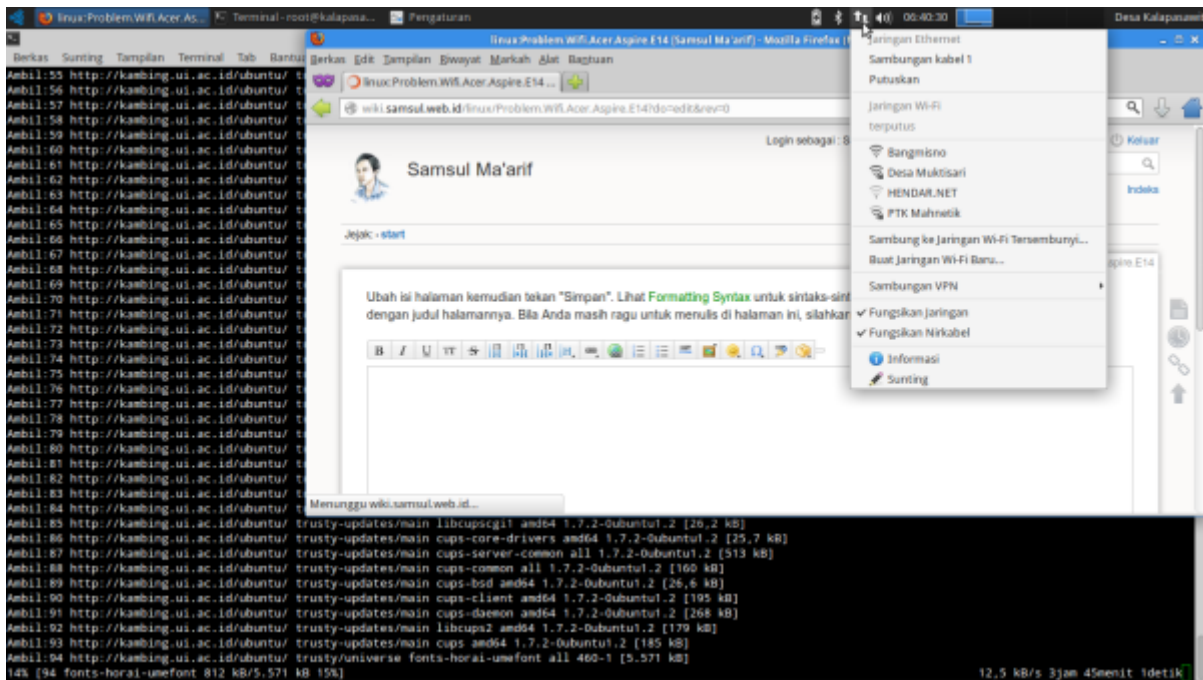 linux:Problem.Wifi.Acer.As...
Terminal - root@kalapasa...
Pengaturan
06:40:30
Desa Kalapasawit
Berkas Sunting Tampilan Terminal Tab Bantuan
linux:Problem.Wifi.Acer.Aspire.E14 [Samsul Ma'arif] - Mozilla Firefox
Berkas Sunting Tampilan Riwayat Markah Alat Bantuan
linux:Problem.Wifi.Acer.Aspire.E14 ...
wiki.samsul.web.id/linux/Problem.Wifi.Acer.Aspire.E14?do=edit&rev=0
Login sebagai : S
Keluar
Samsul Ma'arif
Indeks
Jejak: • start
spire.E14
Ubah isi halaman kemudian tekan "Simpan". Lihat Formatting Syntax untuk sintaks-sint
dengan judul halamannya. Bila Anda masih ragu untuk menulis di halaman ini, silahkan
B I U TT S
Menunggu wiki.samsul.web.id...
Jaringan Ethernet
Sambungan kabel 1
Putuskan
Jaringan Wi-Fi
terputus
Bangmisno
Desa Muktisari
HENDAR.NET
PTK Mahnetik
Sambung ke Jaringan Wi-Fi Tersembunyi...
Buat Jaringan Wi-Fi Baru...
Sambungan VPN
Fungsikan Jaringan
Fungsikan Nirkabel
Informasi
Sunting
Ambil:55 http://kambing.ui.ac.id/ubuntu/ t
Ambil:56 http://kambing.ui.ac.id/ubuntu/ t
Ambil:57 http://kambing.ui.ac.id/ubuntu/ t
Ambil:58 http://kambing.ui.ac.id/ubuntu/ t
Ambil:59 http://kambing.ui.ac.id/ubuntu/ t
Ambil:60 http://kambing.ui.ac.id/ubuntu/ t
Ambil:61 http://kambing.ui.ac.id/ubuntu/ t
Ambil:62 http://kambing.ui.ac.id/ubuntu/ t
Ambil:63 http://kambing.ui.ac.id/ubuntu/ t
Ambil:64 http://kambing.ui.ac.id/ubuntu/ t
Ambil:65 http://kambing.ui.ac.id/ubuntu/ t
Ambil:66 http://kambing.ui.ac.id/ubuntu/ t
Ambil:67 http://kambing.ui.ac.id/ubuntu/ t
Ambil:68 http://kambing.ui.ac.id/ubuntu/ t
Ambil:69 http://kambing.ui.ac.id/ubuntu/ t
Ambil:70 http://kambing.ui.ac.id/ubuntu/ t
Ambil:71 http://kambing.ui.ac.id/ubuntu/ t
Ambil:72 http://kambing.ui.ac.id/ubuntu/ t
Ambil:73 http://kambing.ui.ac.id/ubuntu/ t
Ambil:74 http://kambing.ui.ac.id/ubuntu/ t
Ambil:75 http://kambing.ui.ac.id/ubuntu/ t
Ambil:76 http://kambing.ui.ac.id/ubuntu/ t
Ambil:77 http://kambing.ui.ac.id/ubuntu/ t
Ambil:78 http://kambing.ui.ac.id/ubuntu/ t
Ambil:79 http://kambing.ui.ac.id/ubuntu/ t
Ambil:80 http://kambing.ui.ac.id/ubuntu/ t
Ambil:81 http://kambing.ui.ac.id/ubuntu/ t
Ambil:82 http://kambing.ui.ac.id/ubuntu/ t
Ambil:83 http://kambing.ui.ac.id/ubuntu/ t
Ambil:84 http://kambing.ui.ac.id/ubuntu/ t
Ambil:85 http://kambing.ui.ac.id/ubuntu/ trusty-updates/main libcupscgi1 amd64 1.7.2-0ubuntu1.2 [26,2 kB]
Ambil:86 http://kambing.ui.ac.id/ubuntu/ trusty-updates/main cups-core-drivers amd64 1.7.2-0ubuntu1.2 [25,7 kB]
Ambil:87 http://kambing.ui.ac.id/ubuntu/ trusty-updates/main cups-server-common all 1.7.2-0ubuntu1.2 [513 kB]
Ambil:88 http://kambing.ui.ac.id/ubuntu/ trusty-updates/main cups-common all 1.7.2-0ubuntu1.2 [160 kB]
Ambil:89 http://kambing.ui.ac.id/ubuntu/ trusty-updates/main cups-bsd amd64 1.7.2-0ubuntu1.2 [26,6 kB]
Ambil:90 http://kambing.ui.ac.id/ubuntu/ trusty-updates/main cups-client amd64 1.7.2-0ubuntu1.2 [195 kB]
Ambil:91 http://kambing.ui.ac.id/ubuntu/ trusty-updates/main cups-daemon amd64 1.7.2-0ubuntu1.2 [268 kB]
Ambil:92 http://kambing.ui.ac.id/ubuntu/ trusty-updates/main libcups2 amd64 1.7.2-0ubuntu1.2 [179 kB]
Ambil:93 http://kambing.ui.ac.id/ubuntu/ trusty-updates/main cups amd64 1.7.2-0ubuntu1.2 [185 kB]
Ambil:94 http://kambing.ui.ac.id/ubuntu/ trusty/universe fonts-horai-umefont all 460-1 [5.571 kB]
14% [94 fonts-horai-umefont 812 kB/5.571 kB 15%]
12,5 kB/s 3jam 45menit 1detik